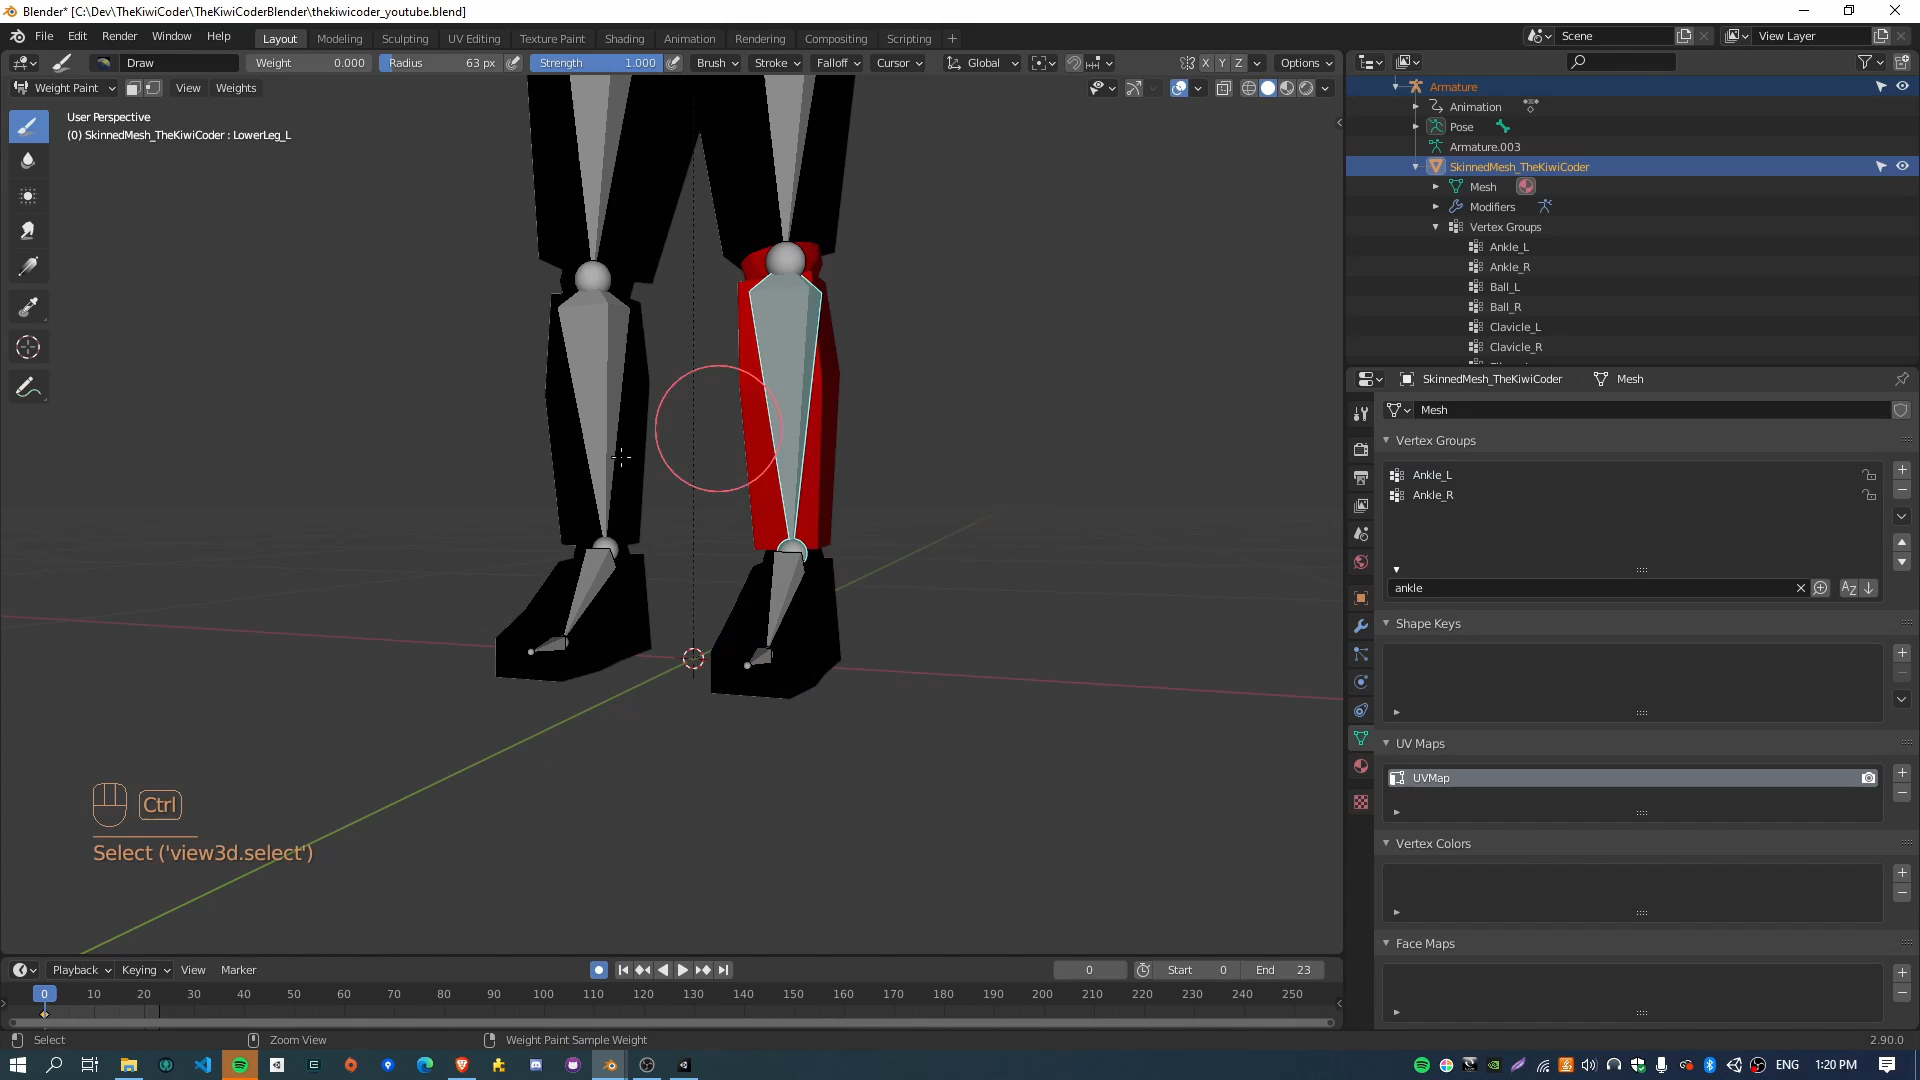 Blender* [C:\Dev\TheKiwiCoder\TheKiwiCoderBlender\thekiwicoder_youtube.blend]
File Edit Render Window Help Layout Modeling Sculpting UV Editing Texture Paint Shading Animation Rendering Compositing Scripting + Scene View Layer
Draw Weight 0.000 Radius 63 px Strength 1.000 Brush Stroke Falloff Cursor Global X Y Z Options
Weight Paint View Weights
User Perspective
(0) SkinnedMesh_TheKiwiCoder : LowerLeg_L
Armature
Animation
Pose
Armature.003
SkinnedMesh_TheKiwiCoder
Mesh
Modifiers
Vertex Groups
Ankle_L
Ankle_R
Ball_L
Ball_R
Clavicle_L
Clavicle_R
SkinnedMesh_TheKiwiCoder Mesh
Mesh
Vertex Groups
Ankle_L
Ankle_R
ankle
Shape Keys
UV Maps
UVMap
Vertex Colors
Face Maps
Ctrl
Select ('view3d.select')
Playback Keying View Marker 0 Start 0 End 23
0 10 20 30 40 50 60 70 80 90 100 110 120 130 140 150 160 170 180 190 200 210 220 230 240 250
Select Zoom View Weight Paint Sample Weight 2.90.0
ENG 1:20 PM